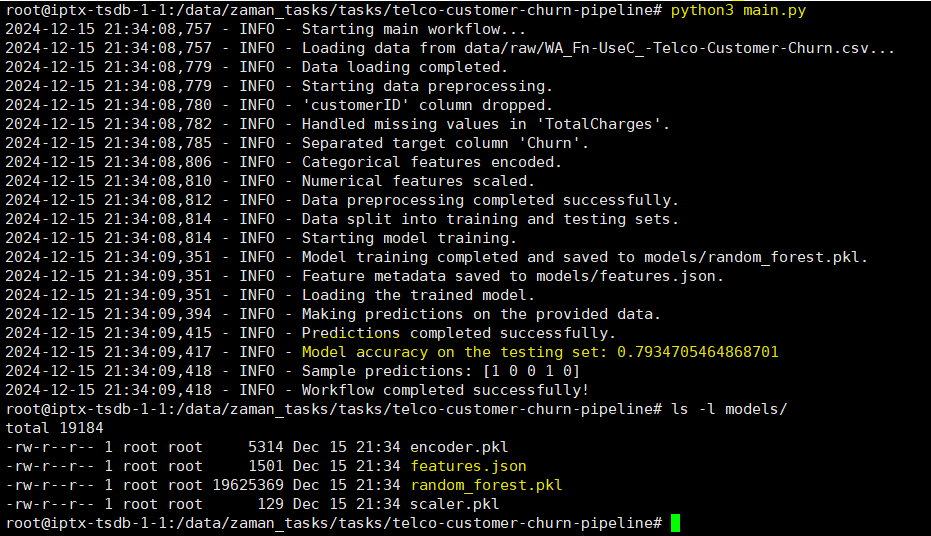 root@iptx-tsdb-1-1:/data/zaman_tasks/tasks/telco-customer-churn-pipeline# python3 main.py
2024-12-15 21:34:08,757 - INFO - Starting main workflow...
2024-12-15 21:34:08,757 - INFO - Loading data from data/raw/WA_Fn-UseC_-Telco-Customer-Churn.csv...
2024-12-15 21:34:08,779 - INFO - Data loading completed.
2024-12-15 21:34:08,779 - INFO - Starting data preprocessing.
2024-12-15 21:34:08,780 - INFO - 'customerID' column dropped.
2024-12-15 21:34:08,782 - INFO - Handled missing values in 'TotalCharges'.
2024-12-15 21:34:08,785 - INFO - Separated target column 'Churn'.
2024-12-15 21:34:08,806 - INFO - Categorical features encoded.
2024-12-15 21:34:08,810 - INFO - Numerical features scaled.
2024-12-15 21:34:08,812 - INFO - Data preprocessing completed successfully.
2024-12-15 21:34:08,814 - INFO - Data split into training and testing sets.
2024-12-15 21:34:08,814 - INFO - Starting model training.
2024-12-15 21:34:09,351 - INFO - Model training completed and saved to models/random_forest.pkl.
2024-12-15 21:34:09,351 - INFO - Feature metadata saved to models/features.json.
2024-12-15 21:34:09,351 - INFO - Loading the trained model.
2024-12-15 21:34:09,394 - INFO - Making predictions on the provided data.
2024-12-15 21:34:09,415 - INFO - Predictions completed successfully.
2024-12-15 21:34:09,417 - INFO - Model accuracy on the testing set: 0.7934705464868701
2024-12-15 21:34:09,418 - INFO - Sample predictions: [1 0 0 1 0]
2024-12-15 21:34:09,418 - INFO - Workflow completed successfully!
root@iptx-tsdb-1-1:/data/zaman_tasks/tasks/telco-customer-churn-pipeline# ls -l models/
total 19184
-rw-r--r-- 1 root root     5314 Dec 15 21:34 encoder.pkl
-rw-r--r-- 1 root root     1501 Dec 15 21:34 features.json
-rw-r--r-- 1 root root 19625369 Dec 15 21:34 random_forest.pkl
-rw-r--r-- 1 root root      129 Dec 15 21:34 scaler.pkl
root@iptx-tsdb-1-1:/data/zaman_tasks/tasks/telco-customer-churn-pipeline#